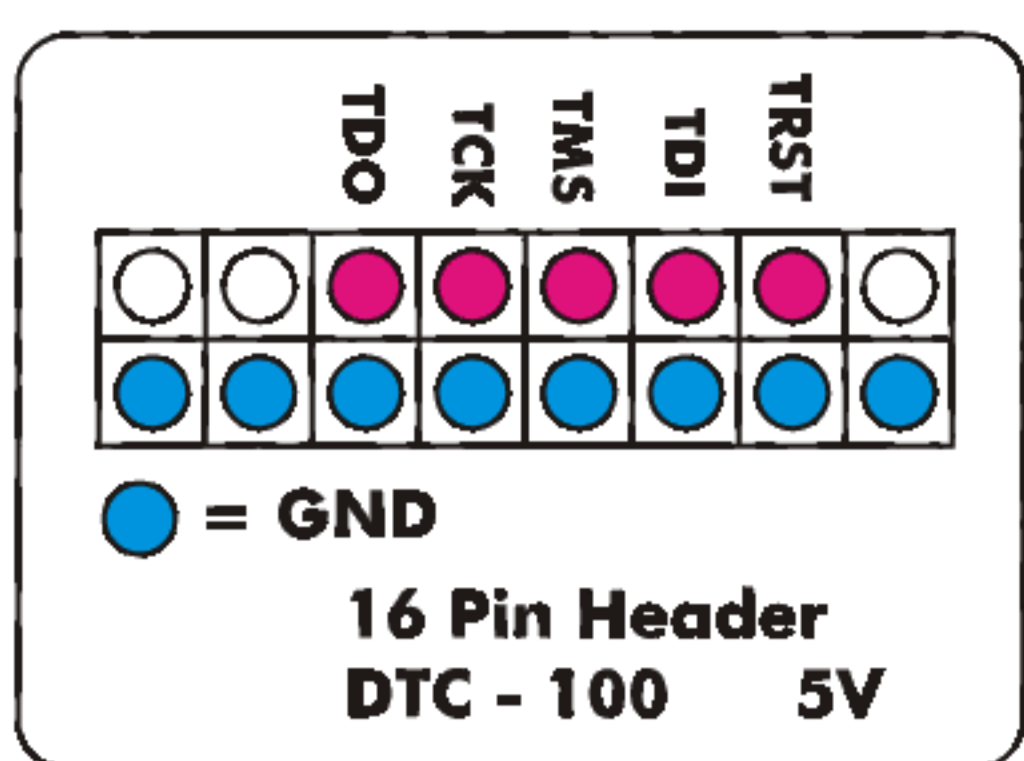 TDO TCK TMS TDI TRST
= GND
16 Pin Header
DTC - 100 5V